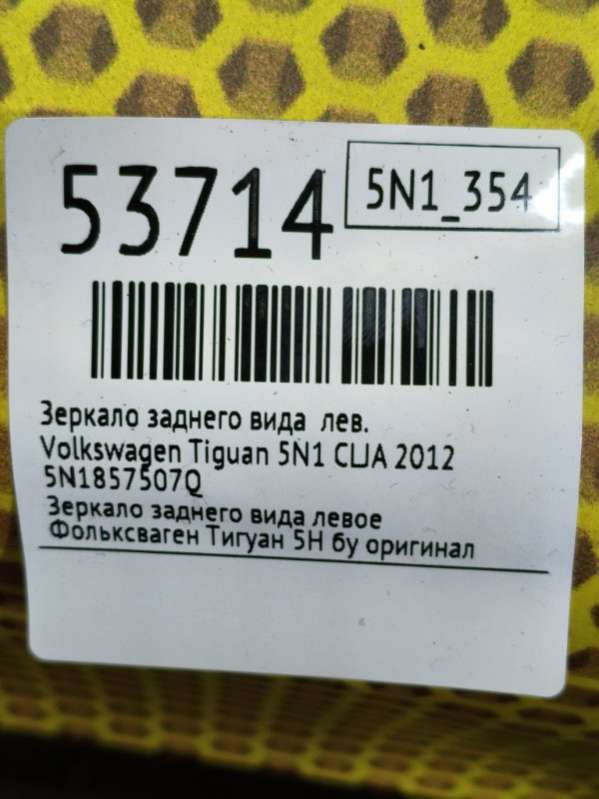 53714
5N1_354
Зеркало заднего вида лев.
Volkswagen Tiguan 5N1 CLJA 2012
5N1857507Q
Зеркало заднего вида левое
Фольксваген Тигуан 5Н бу оригинал